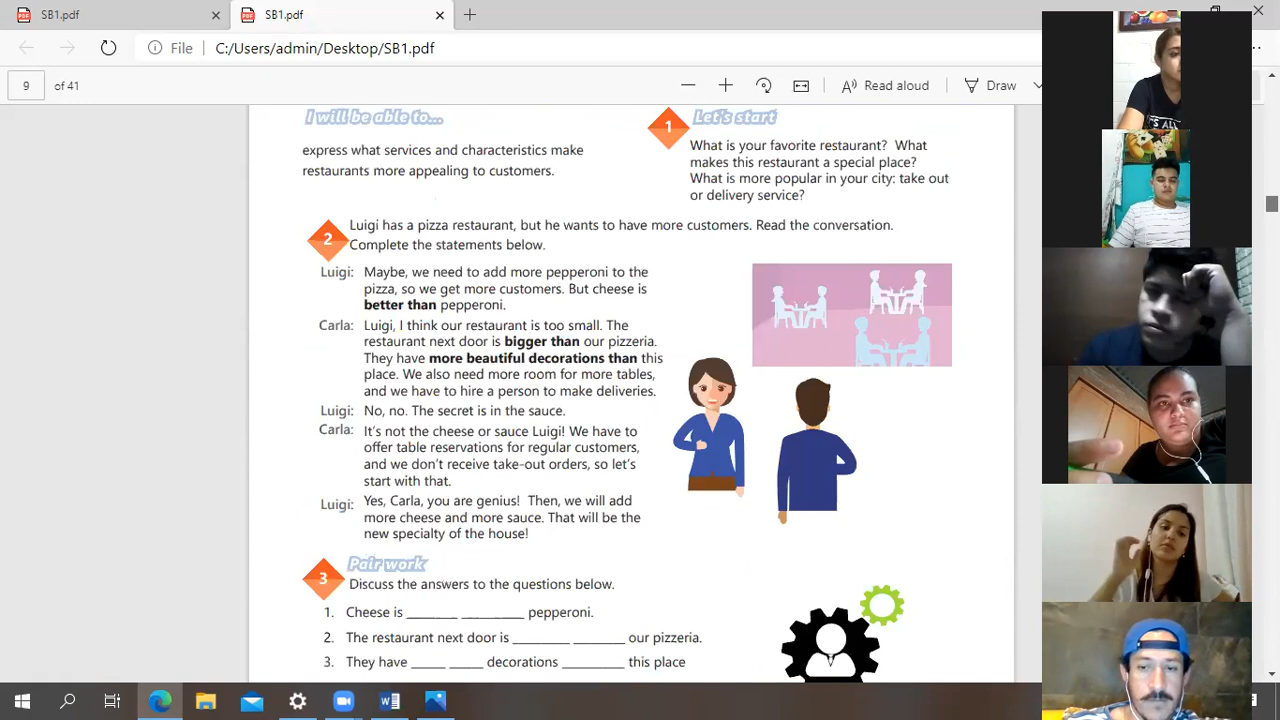 SB1.pdf
SB1.pdf
File
C:/Users/admin/Desktop/SB1.pdf
9 of 41
Read aloud
Draw
I will be able to...
express what services and characteristics make
restaurants more appealing to customers.
1
Let's start
What is your favorite restaurant? What
makes this restaurant a special place?
What is more popular in your city: take out
or delivery service?
2
Luigi has a pizza restaurant, but he wants to have more customers. Read the conversation.
Complete the statements below.
Luigi: Maybe, we need to add more pepperoni to the
pizza, so we get more customers. But cheese is
better than pepperoni.
Carla: Luigi, I think our restaurant is too small. The
restaurant next door is bigger than our pizzeria.
They have more beautiful decorations than this
place. We also need more room for more tables,
and we have to hire a person to make deliveries.
Luigi: No, no. The secret is in the sauce.
Carla: It's not the cheese or sauce Luigi! We have to
offer table reservations for regular customers,
and we don't receive take-out orders, so let's
start with that.
Luigi: Yes, Carla, you are genius! Then, we will add
more cheese and more sauce. That will be the
new specialty of the house!
3
Pair work
Discuss the answers to the questions below.
1. Cheese is _______ ________ pepperoni.
2. The restaurant next door is ________ _______ our pizzeria.
3. They have _____ _____ decorations _________ this place